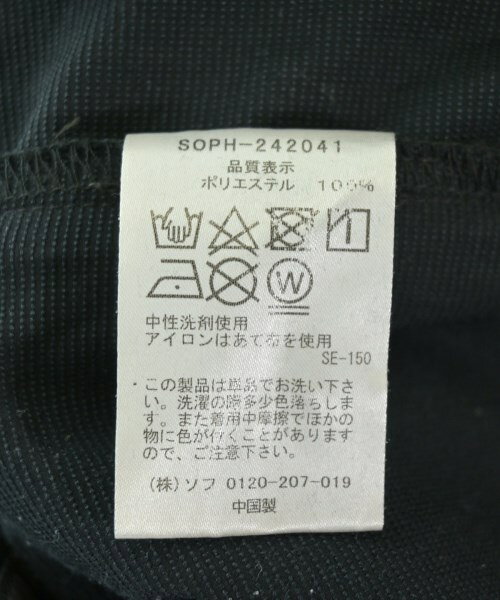 SOPH-242041
品質表示
ポリエステル 100%
W
中性洗剤使用
アイロンはあて布を使用
SE-150
・この製品は単品でお洗い下さ
い。洗濯の際多少色落ちしま
す。また着用中摩擦でほかの
物に色が行くことがあります
ので、ご注意下さい。
(株)ソフ 0120-207-019
中国製